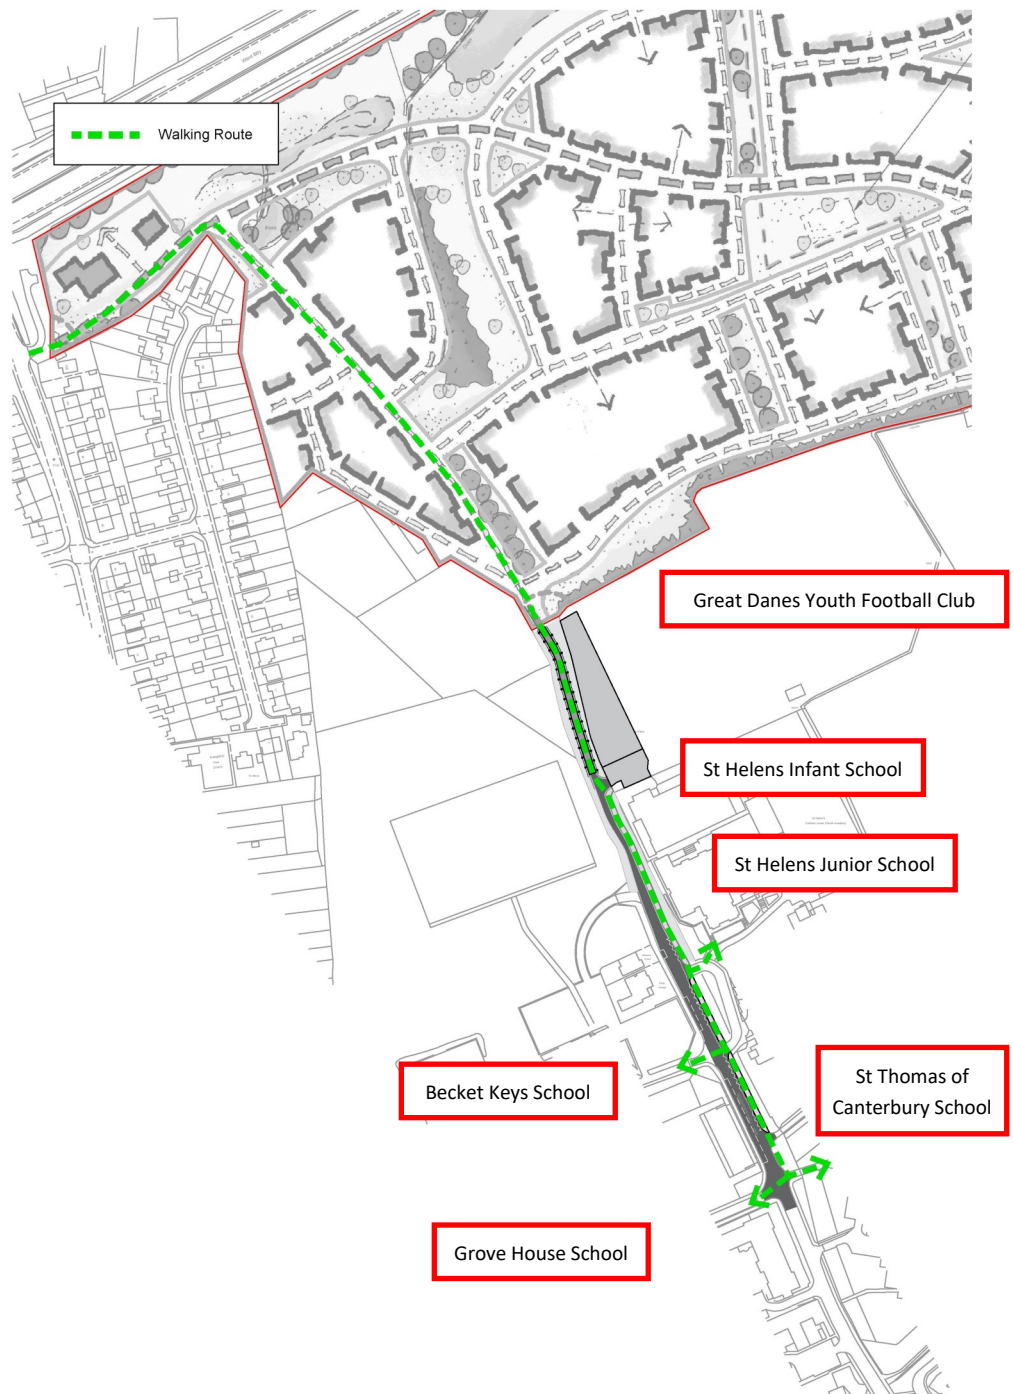 Walking Route
Pond
Great Danes Youth Football Club
St Helens Infant School
St Helens Junior School
Becket Keys School
St Thomas of
Canterbury School
Grove House School